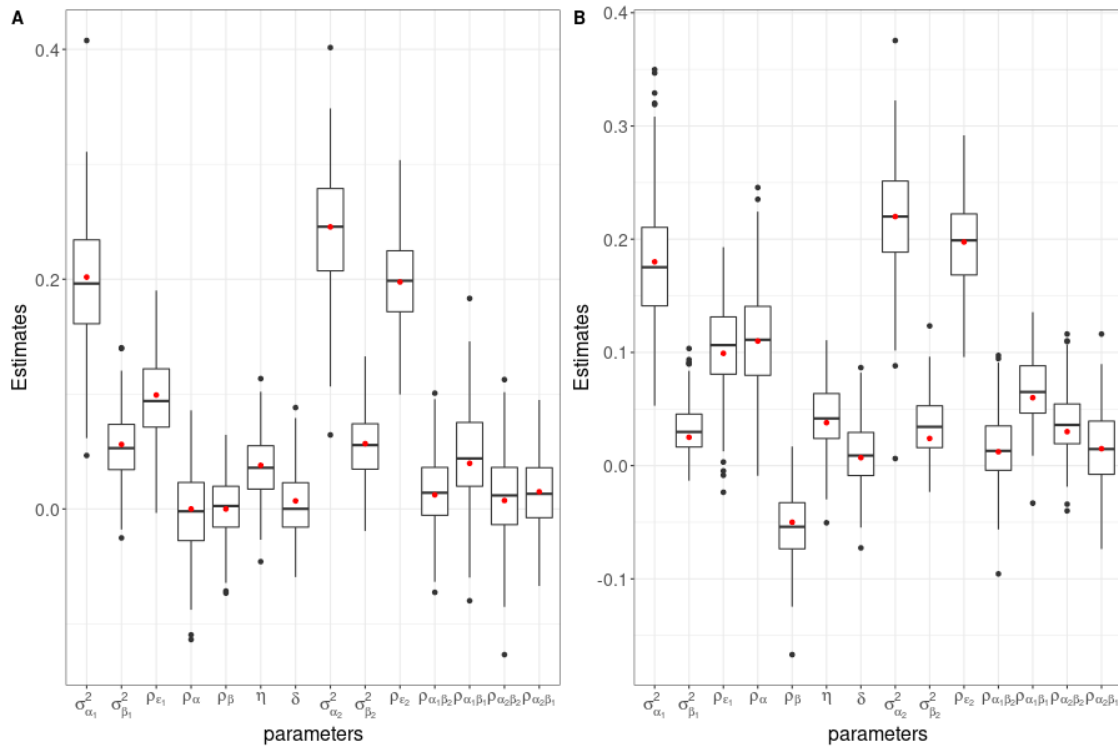 A
B
0.4
0.2
0.0
Estimates
σ²α₁ σ²β₁ ρε₁ ρα ρβ η δ σ²α₂ σ²β₂ ρε₂ ρα₁β₂ ρα₁β₁ ρα₂β₂ ρα₂β₁
parameters
0.4
0.3
0.2
0.1
0.0
-0.1
Estimates
σ²α₁ σ²β₁ ρε₁ ρα ρβ η δ σ²α₂ σ²β₂ ρε₂ ρα₁β₂ ρα₁β₁ ρα₂β₂ ρα₂β₁
parameters